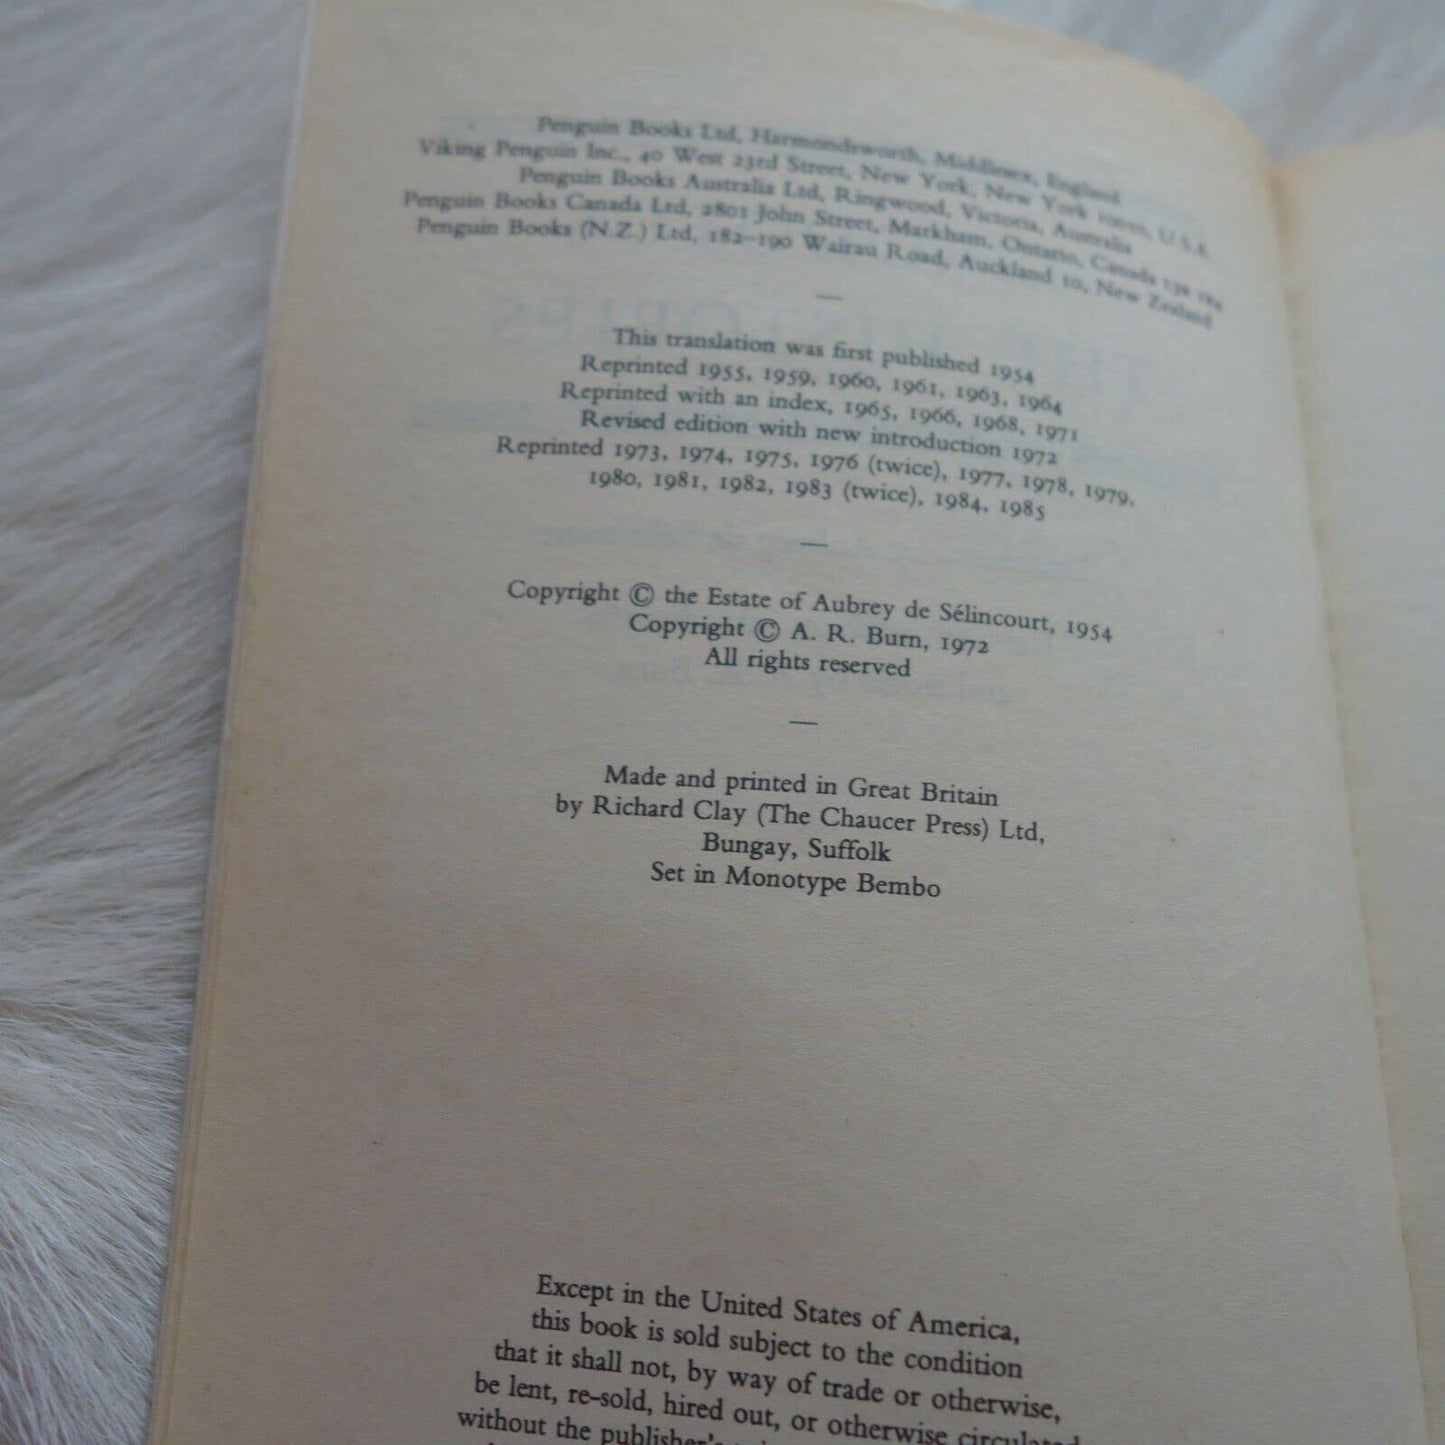 Penguin Books Ltd, Harmondsworth, Middlesex, England
Viking Penguin Inc., 40 West 23rd Street, New York, New York 10010, U.S.A.
Penguin Books Australia Ltd, Ringwood, Victoria, Australia
Penguin Books Canada Ltd, 2801 John Street, Markham, Ontario, Canada
Penguin Books (N.Z.) Ltd, 182–190 Wairau Road, Auckland 10, New Zealand
—
This translation was first published 1954
Reprinted 1955, 1959, 1960, 1961, 1963, 1964
Reprinted with an index, 1965, 1966, 1968, 1971
Revised edition with new introduction 1972
Reprinted 1973, 1974, 1975, 1976 (twice), 1977, 1978, 1979,
1980, 1981, 1982, 1983 (twice), 1984, 1985
—
Copyright © the Estate of Aubrey de Sélincourt, 1954
Copyright © A. R. Burn, 1972
All rights reserved
—
Made and printed in Great Britain
by Richard Clay (The Chaucer Press) Ltd,
Bungay, Suffolk
Set in Monotype Bembo
Except in the United States of America,
this book is sold subject to the condition
that it shall not, by way of trade or otherwise,
be lent, re-sold, hired out, or otherwise circulated
without the publisher's